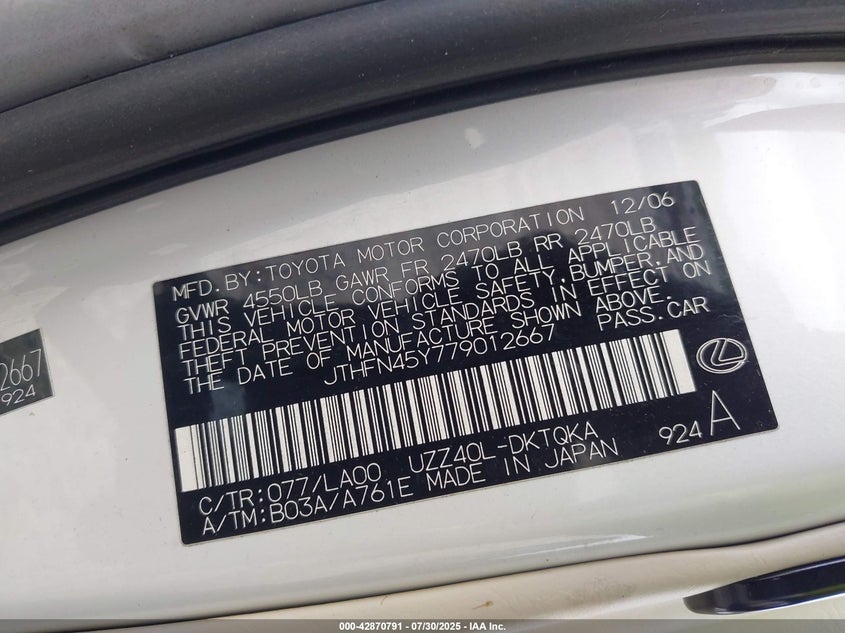 MFD. BY: TOYOTA MOTOR CORPORATION 12/06
GVWR 4550LB GAWR FR 2470LB RR 2470LB
THIS VEHICLE CONFORMS TO ALL APPLICABLE
FEDERAL MOTOR VEHICLE SAFETY, BUMPER, AND
THEFT PREVENTION STANDARDS IN EFFECT ON
THE DATE OF MANUFACTURE SHOWN ABOVE.
JTHFN45Y779012667 PASS. CAR
C/TR: 077/LA00 UZZ40L-DKTQKA 924 A
A/TM: B03A/A761E MADE IN JAPAN
2667
924
000-42870791 - 07/30/2025 - IAA Inc.